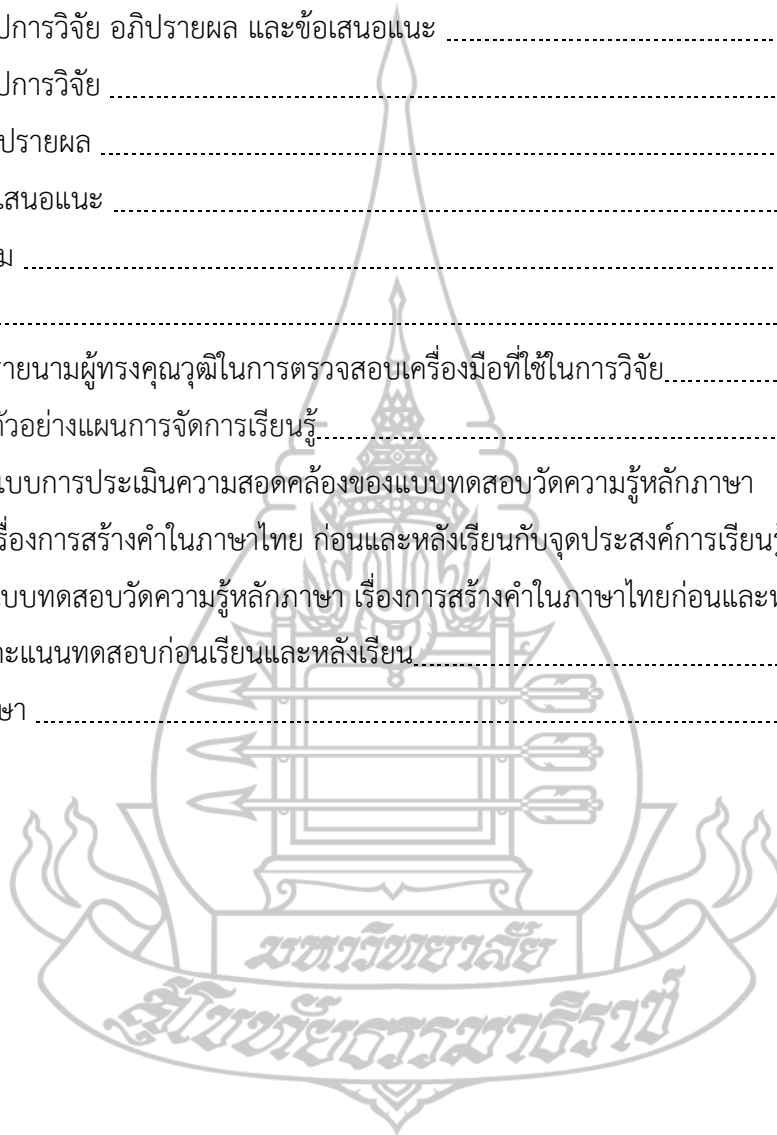 ปการวิจัย อภิปรายผล และข้อเสนอแนะ
ปการวิจัย
ปรายผล
เสนอแนะ
ม
รายนามผู้ทรงคุณวุฒิในการตรวจสอบเครื่องมือที่ใช้ในการวิจัย
ตัวอย่างแผนการจัดการเรียนรู้
แบบการประเมินความสอดคล้องของแบบทดสอบวัดความรู้หลักภาษา
รื่องการสร้างคำในภาษาไทย ก่อนและหลังเรียนกับจุดประสงค์การเรียนรู้
แบบทดสอบวัดความรู้หลักภาษา เรื่องการสร้างคำในภาษาไทยก่อนและห
คะแนนทดสอบก่อนเรียนและหลังเรียน
ษา
มหาวิทยาลัย
สุโขทัยธรรมาธิราช